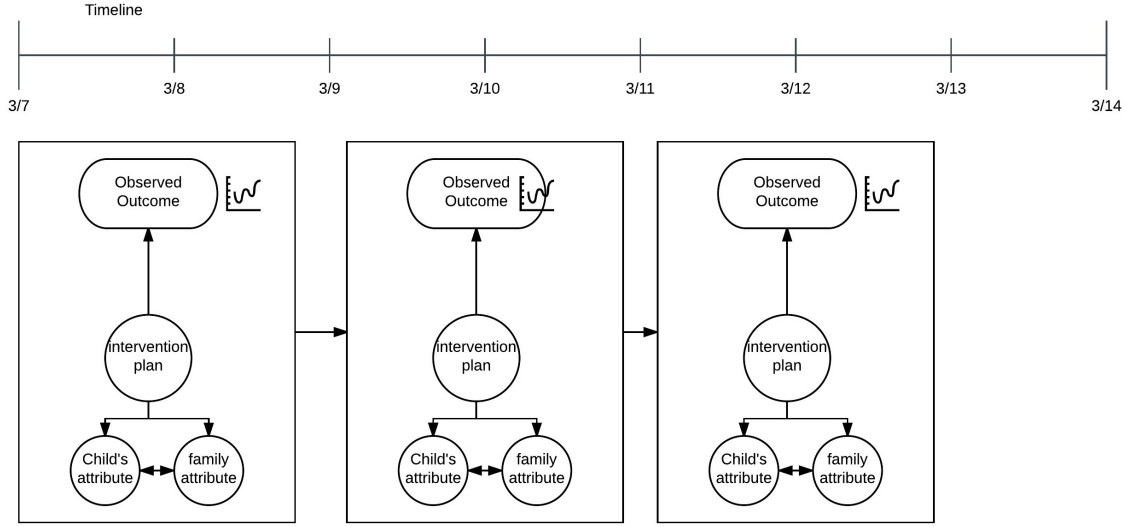 Timeline
3/7
3/8
3/9
3/10
3/11
3/12
3/13
3/14
Observed
Outcome
intervention
plan
Child's
attribute
family
attribute
Observed
Outcome
intervention
plan
Child's
attribute
family
attribute
Observed
Outcome
intervention
plan
Child's
attribute
family
attribute